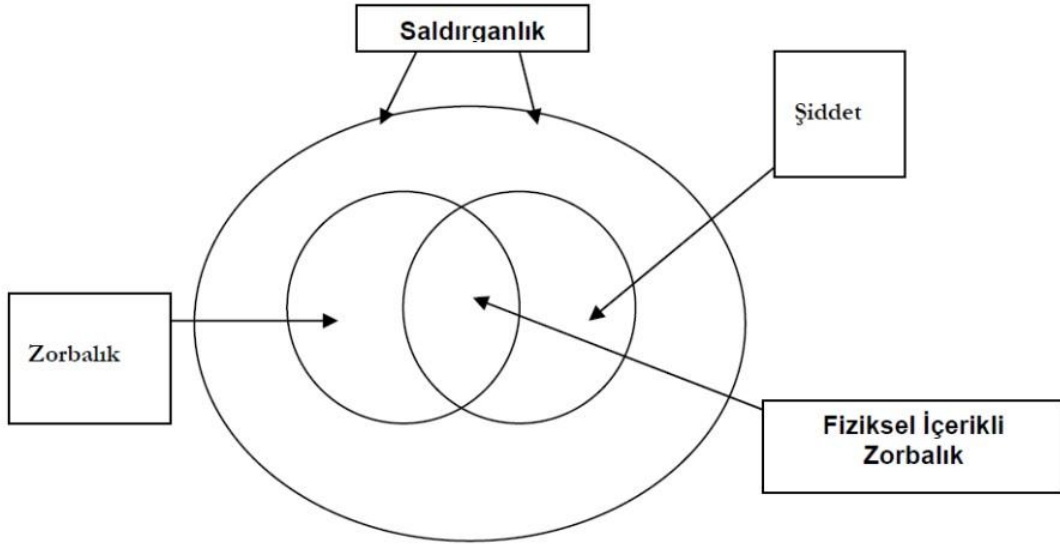 Saldırganlık
Şiddet
Zorbalık
Fiziksel İçerikli
Zorbalık